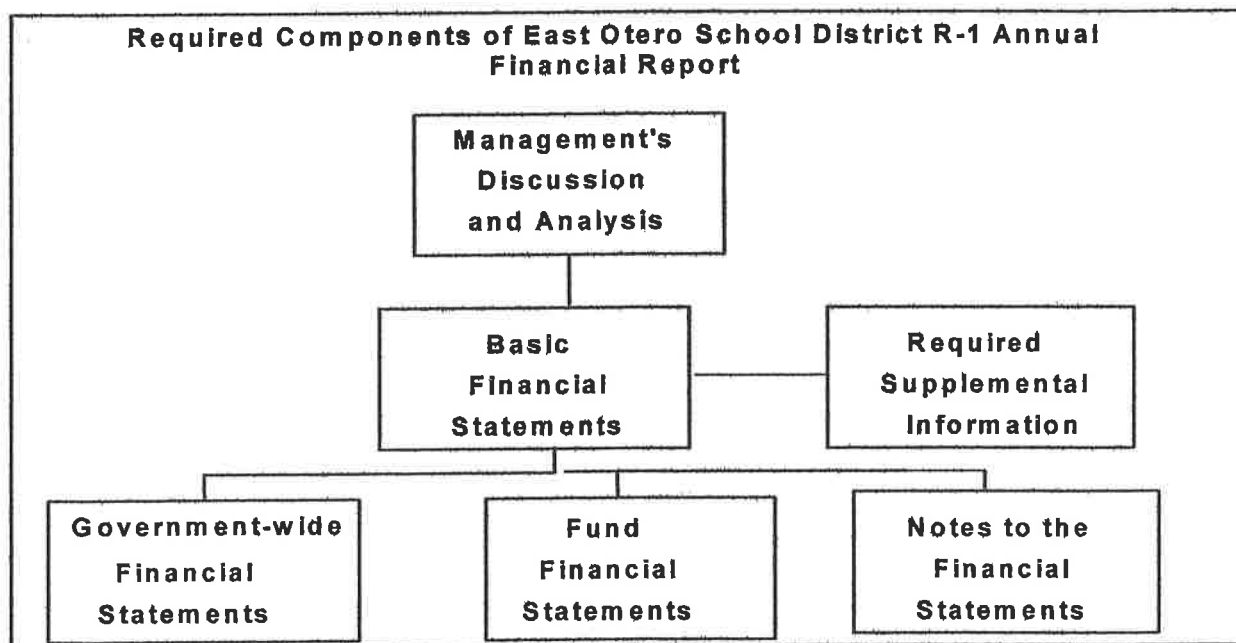 Required Components of East Otero School District R-1 Annual
Financial Report
Management's
Discussion
and Analysis
Basic
Financial
Statements
Required
Supplemental
Information
Government-wide
Financial
Statements
Fund
Financial
Statements
Notes to the
Financial
Statements